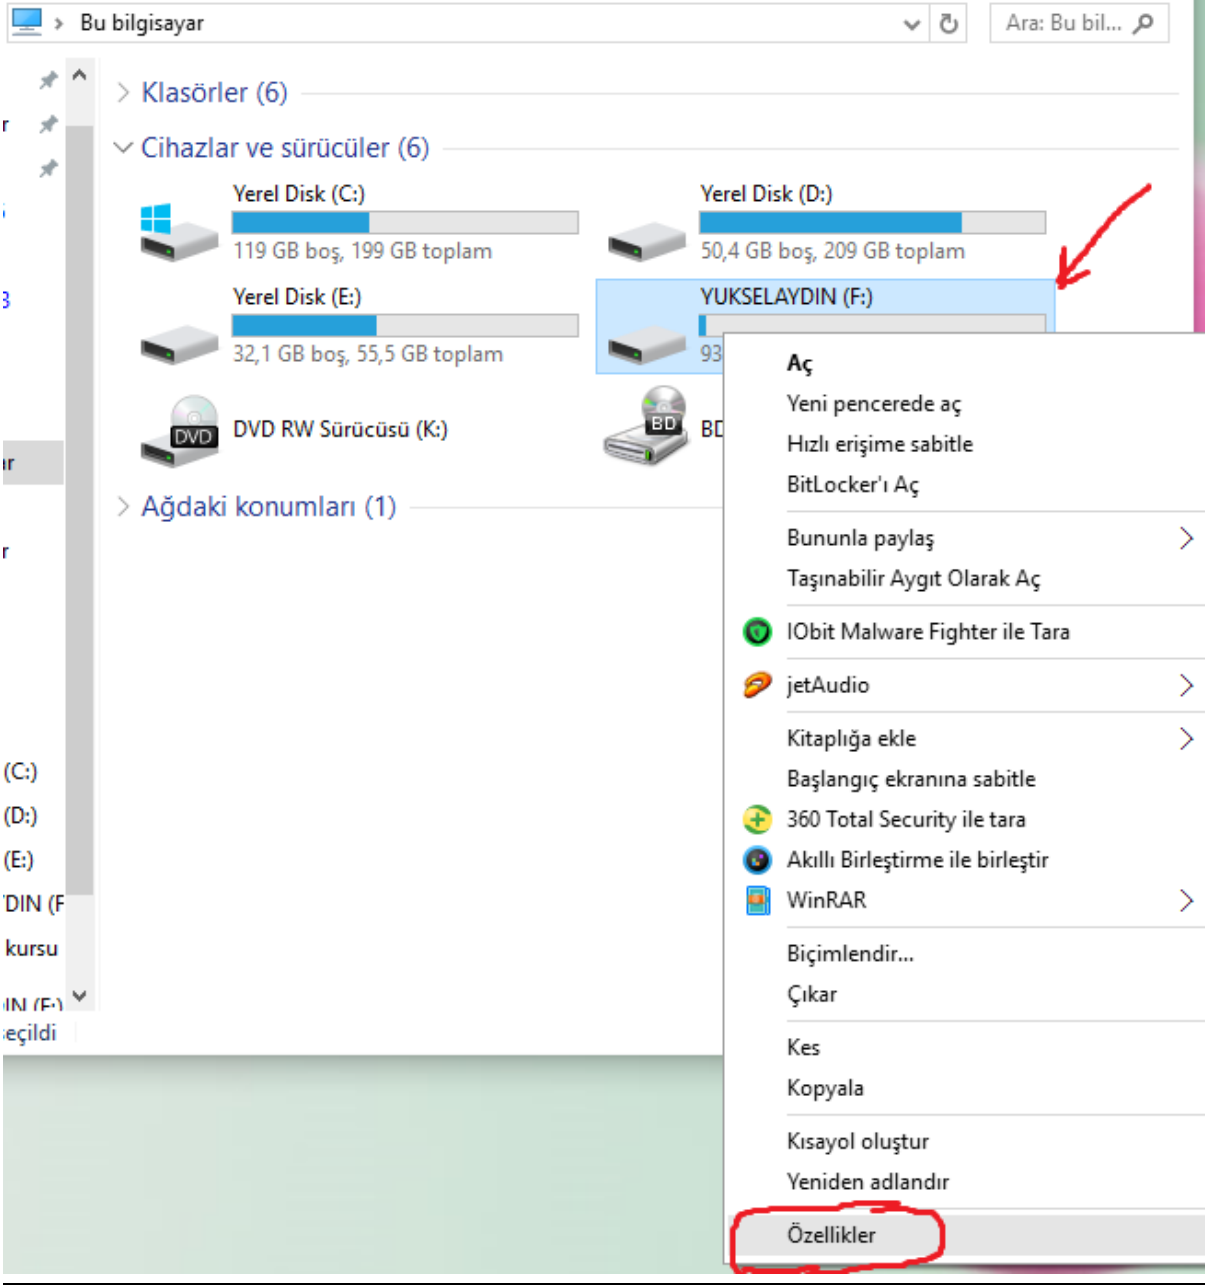 Bu bilgisayar
Ara: Bu bil...
Klasörler (6)
Cihazlar ve sürücüler (6)
Yerel Disk (C:)
119 GB boş, 199 GB toplam
Yerel Disk (D:)
50,4 GB boş, 209 GB toplam
Yerel Disk (E:)
32,1 GB boş, 55,5 GB toplam
YUKSELAYDIN (F:)
93
DVD RW Sürücüsü (K:)
DVD
BD
Ağdaki konumları (1)
(C:)
(D:)
(E:)
kursu
Aç
Yeni pencerede aç
Hızlı erişime sabitle
BitLocker'ı Aç
Bununla paylaş
Taşınabilir Aygıt Olarak Aç
IObit Malware Fighter ile Tara
jetAudio
Kitaplığa ekle
Başlangıç ekranına sabitle
360 Total Security ile tara
Akıllı Birleştirme ile birleştir
WinRAR
Biçimlendir...
Çıkar
Kes
Kopyala
Kısayol oluştur
Yeniden adlandır
Özellikler